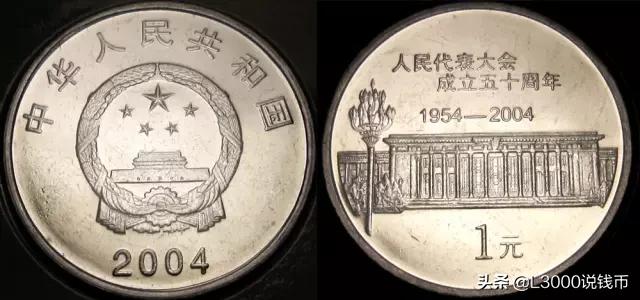 中华人民共和国
2004
人民代表大会
成立五十周年
1954—2004
1元
头条 @L3000说钱币